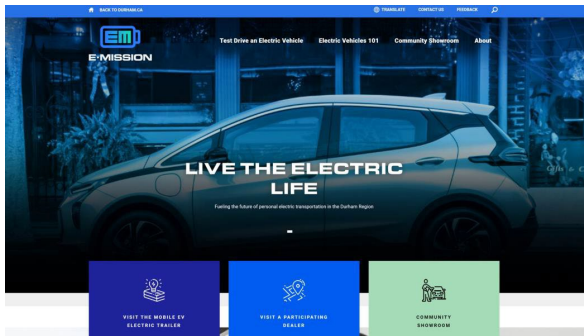 BACK TO DURHAM.CA
TRANSLATE CONTACT US FEEDBACK
EM
E·MISSION
Test Drive an Electric Vehicle Electric Vehicles 101 Community Showroom About
LIVE THE ELECTRIC
LIFE
Fueling the future of personal electric transportation in the Durham Region
VISIT THE MOBILE EV
ELECTRIC TRAILER
VISIT A PARTICIPATING
DEALER
COMMUNITY
SHOWROOM